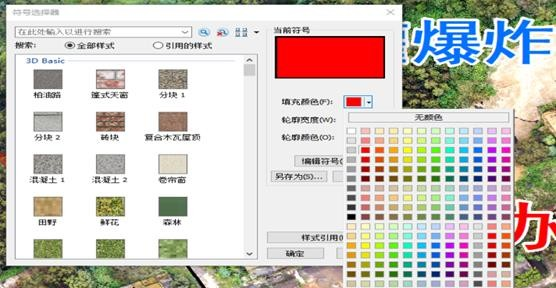 符号选择器
在此处输入以进行搜索
搜索: 全部样式 引用的样式
3D Basic
柏油路 篷式天窗 分块 1
分块 2 砖块 复合木瓦屋顶
混凝土 1 混凝土 2 卷帘窗
田野 鲜花 森林
当前符号
填充颜色(F):
轮廓宽度(W):
轮廓颜色(O):
编辑符号(
另存为(S)...
样式引用(
确定
无颜色
爆炸
办